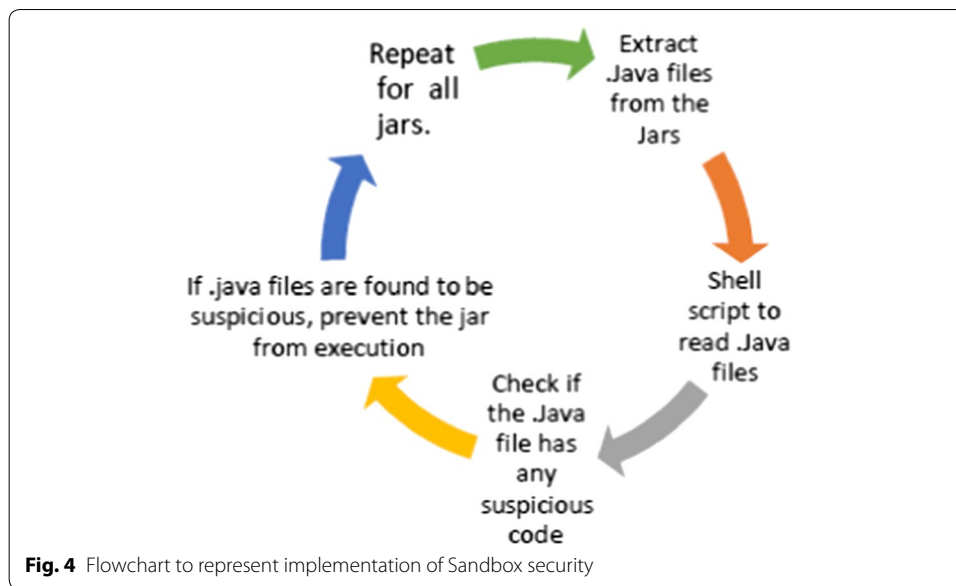 Repeat
for all
jars.
Extract
.Java files
from the
Jars
Shell
script to
read .Java
files
Check if
the .Java
file has
any
suspicious
code
If .java files are found to be
suspicious, prevent the jar
from execution
Fig. 4 Flowchart to represent implementation of Sandbox security